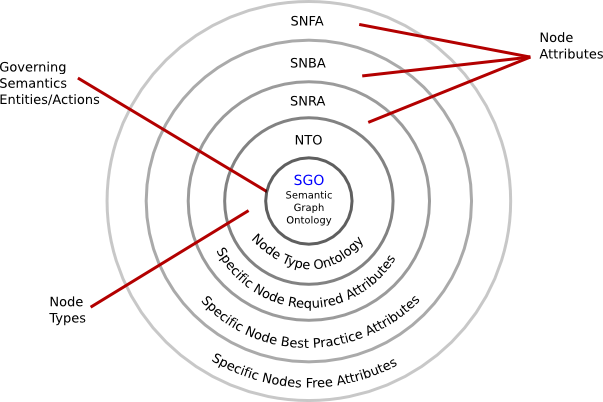 SNFA
Node
Attributes
SNBA
Governing
Semantics
Entities/Actions
SNRA
NTO
SGO
Semantic
Graph
Ontology
Node Type Ontology
Specific Node Required Attributes
Node
Types
Specific Node Best Practice Attributes
Specific Nodes Free Attributes